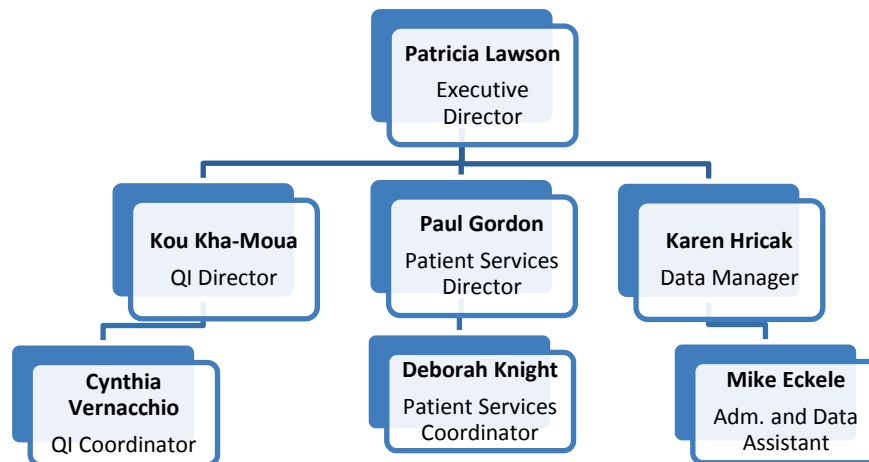 Patricia Lawson
Executive
Director
Kou Kha-Moua
QI Director
Paul Gordon
Patient Services
Director
Karen Hricak
Data Manager
Cynthia
Vernacchio
QI Coordinator
Deborah Knight
Patient Services
Coordinator
Mike Eckele
Adm. and Data
Assistant